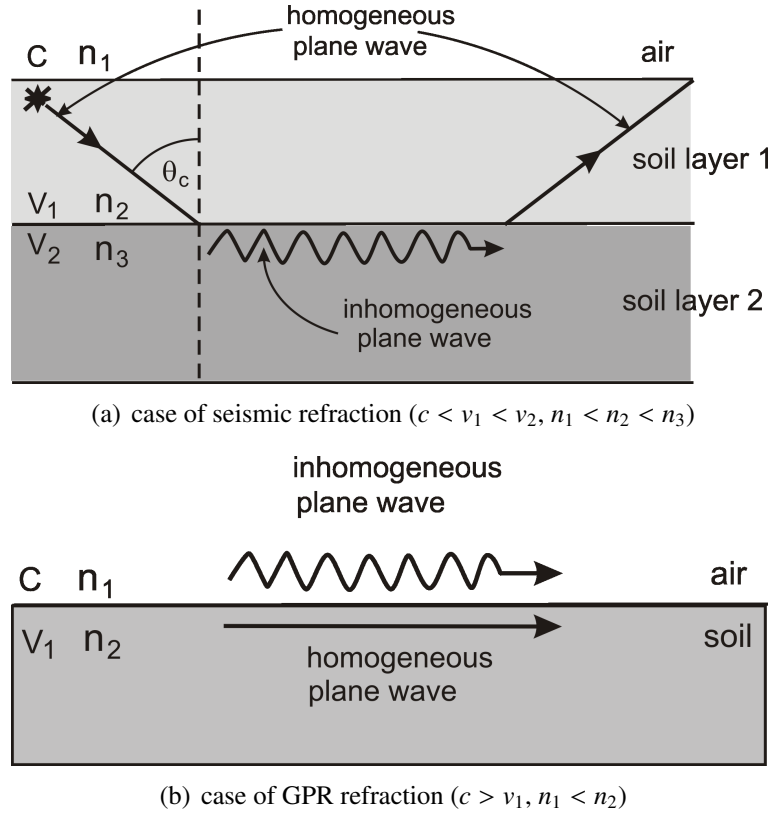 homogeneous
plane wave
C n₁ air
θc
soil layer 1
V₁ n₂
V₂ n₃
soil layer 2
inhomogeneous
plane wave
(a) case of seismic refraction (c < v₁ < v₂, n₁ < n₂ < n₃)
inhomogeneous
plane wave
C n₁ air
V₁ n₂ soil
homogeneous
plane wave
(b) case of GPR refraction (c > v₁, n₁ < n₂)